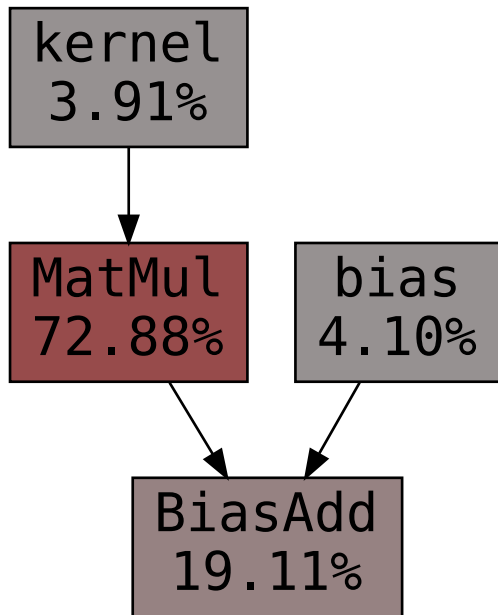 kernel
3.91%
MatMul
72.88%
bias
4.10%
BiasAdd
19.11%